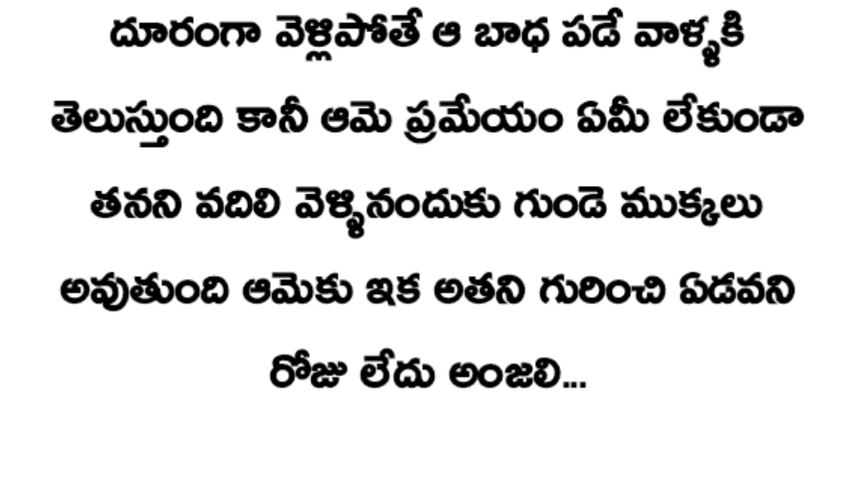 దూరంగా వెళ్లిపోతే ఆ బాధ పడే వాళ్ళకి
తెలుస్తుంది కానీ ఆమె ప్రమేయం ఏమీ లేకుండా
తనని వదిలి వెళ్ళినందుకు గుండె ముక్కలు
అవుతుంది ఆమెకు ఇక అతని గురించి ఏడవని
రోజు లేదు అంజలి...